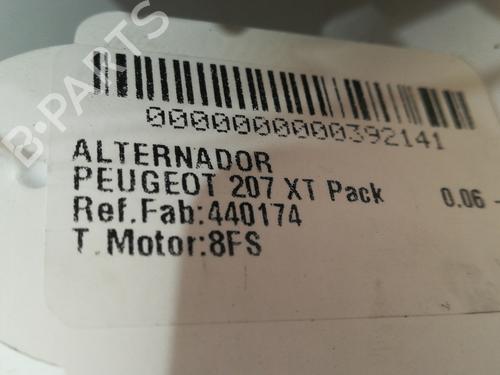 B-PARTS
0000000000392141
ALTERNADOR
PEUGEOT 207 XT Pack 0.06 -
Ref.Fab:440174
T.Motor:8FS